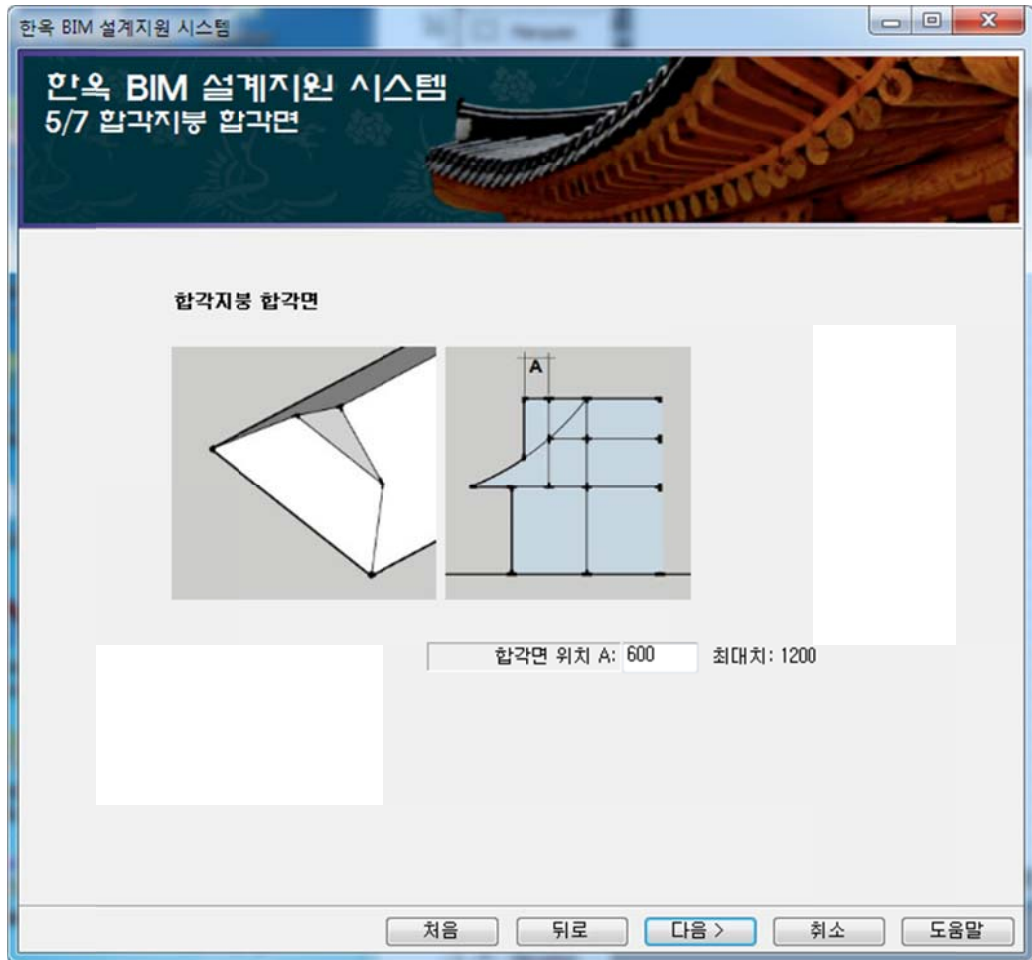 한옥 BIM 설계지원 시스템
한옥 BIM 설계지원 시스템
5/7 합각지붕 합각면
합각지붕 합각면
A
합각면 위치 A: 600 최대치: 1200
처음 뒤로 다음 > 취소 도움말